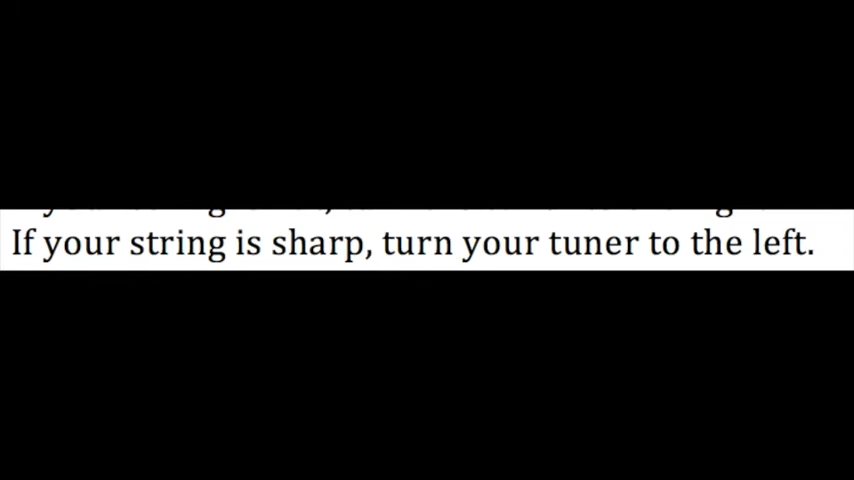 If your string is sharp, turn your tuner to the left.